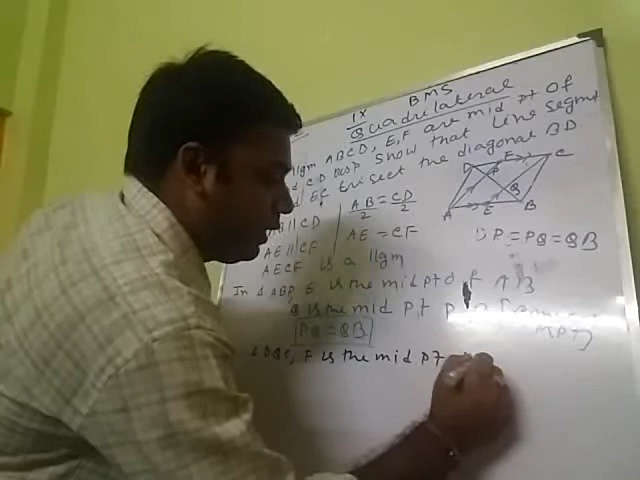 IX BMS
Quadrilateral
llgm ABCD, E, F are mid pt of
CD resp show that line segmt
EC trisect the diagonal BD
AB||CD AB/2 = CD/2
AE||CF AE = CF
AECF is a llgm
In Δ ABP, E is the mid pt of AB
Q is the mid pt
PQ = QB
DP = PQ = QB
Δ DQC, F is the mid pt
D F C
P
Q
A E B